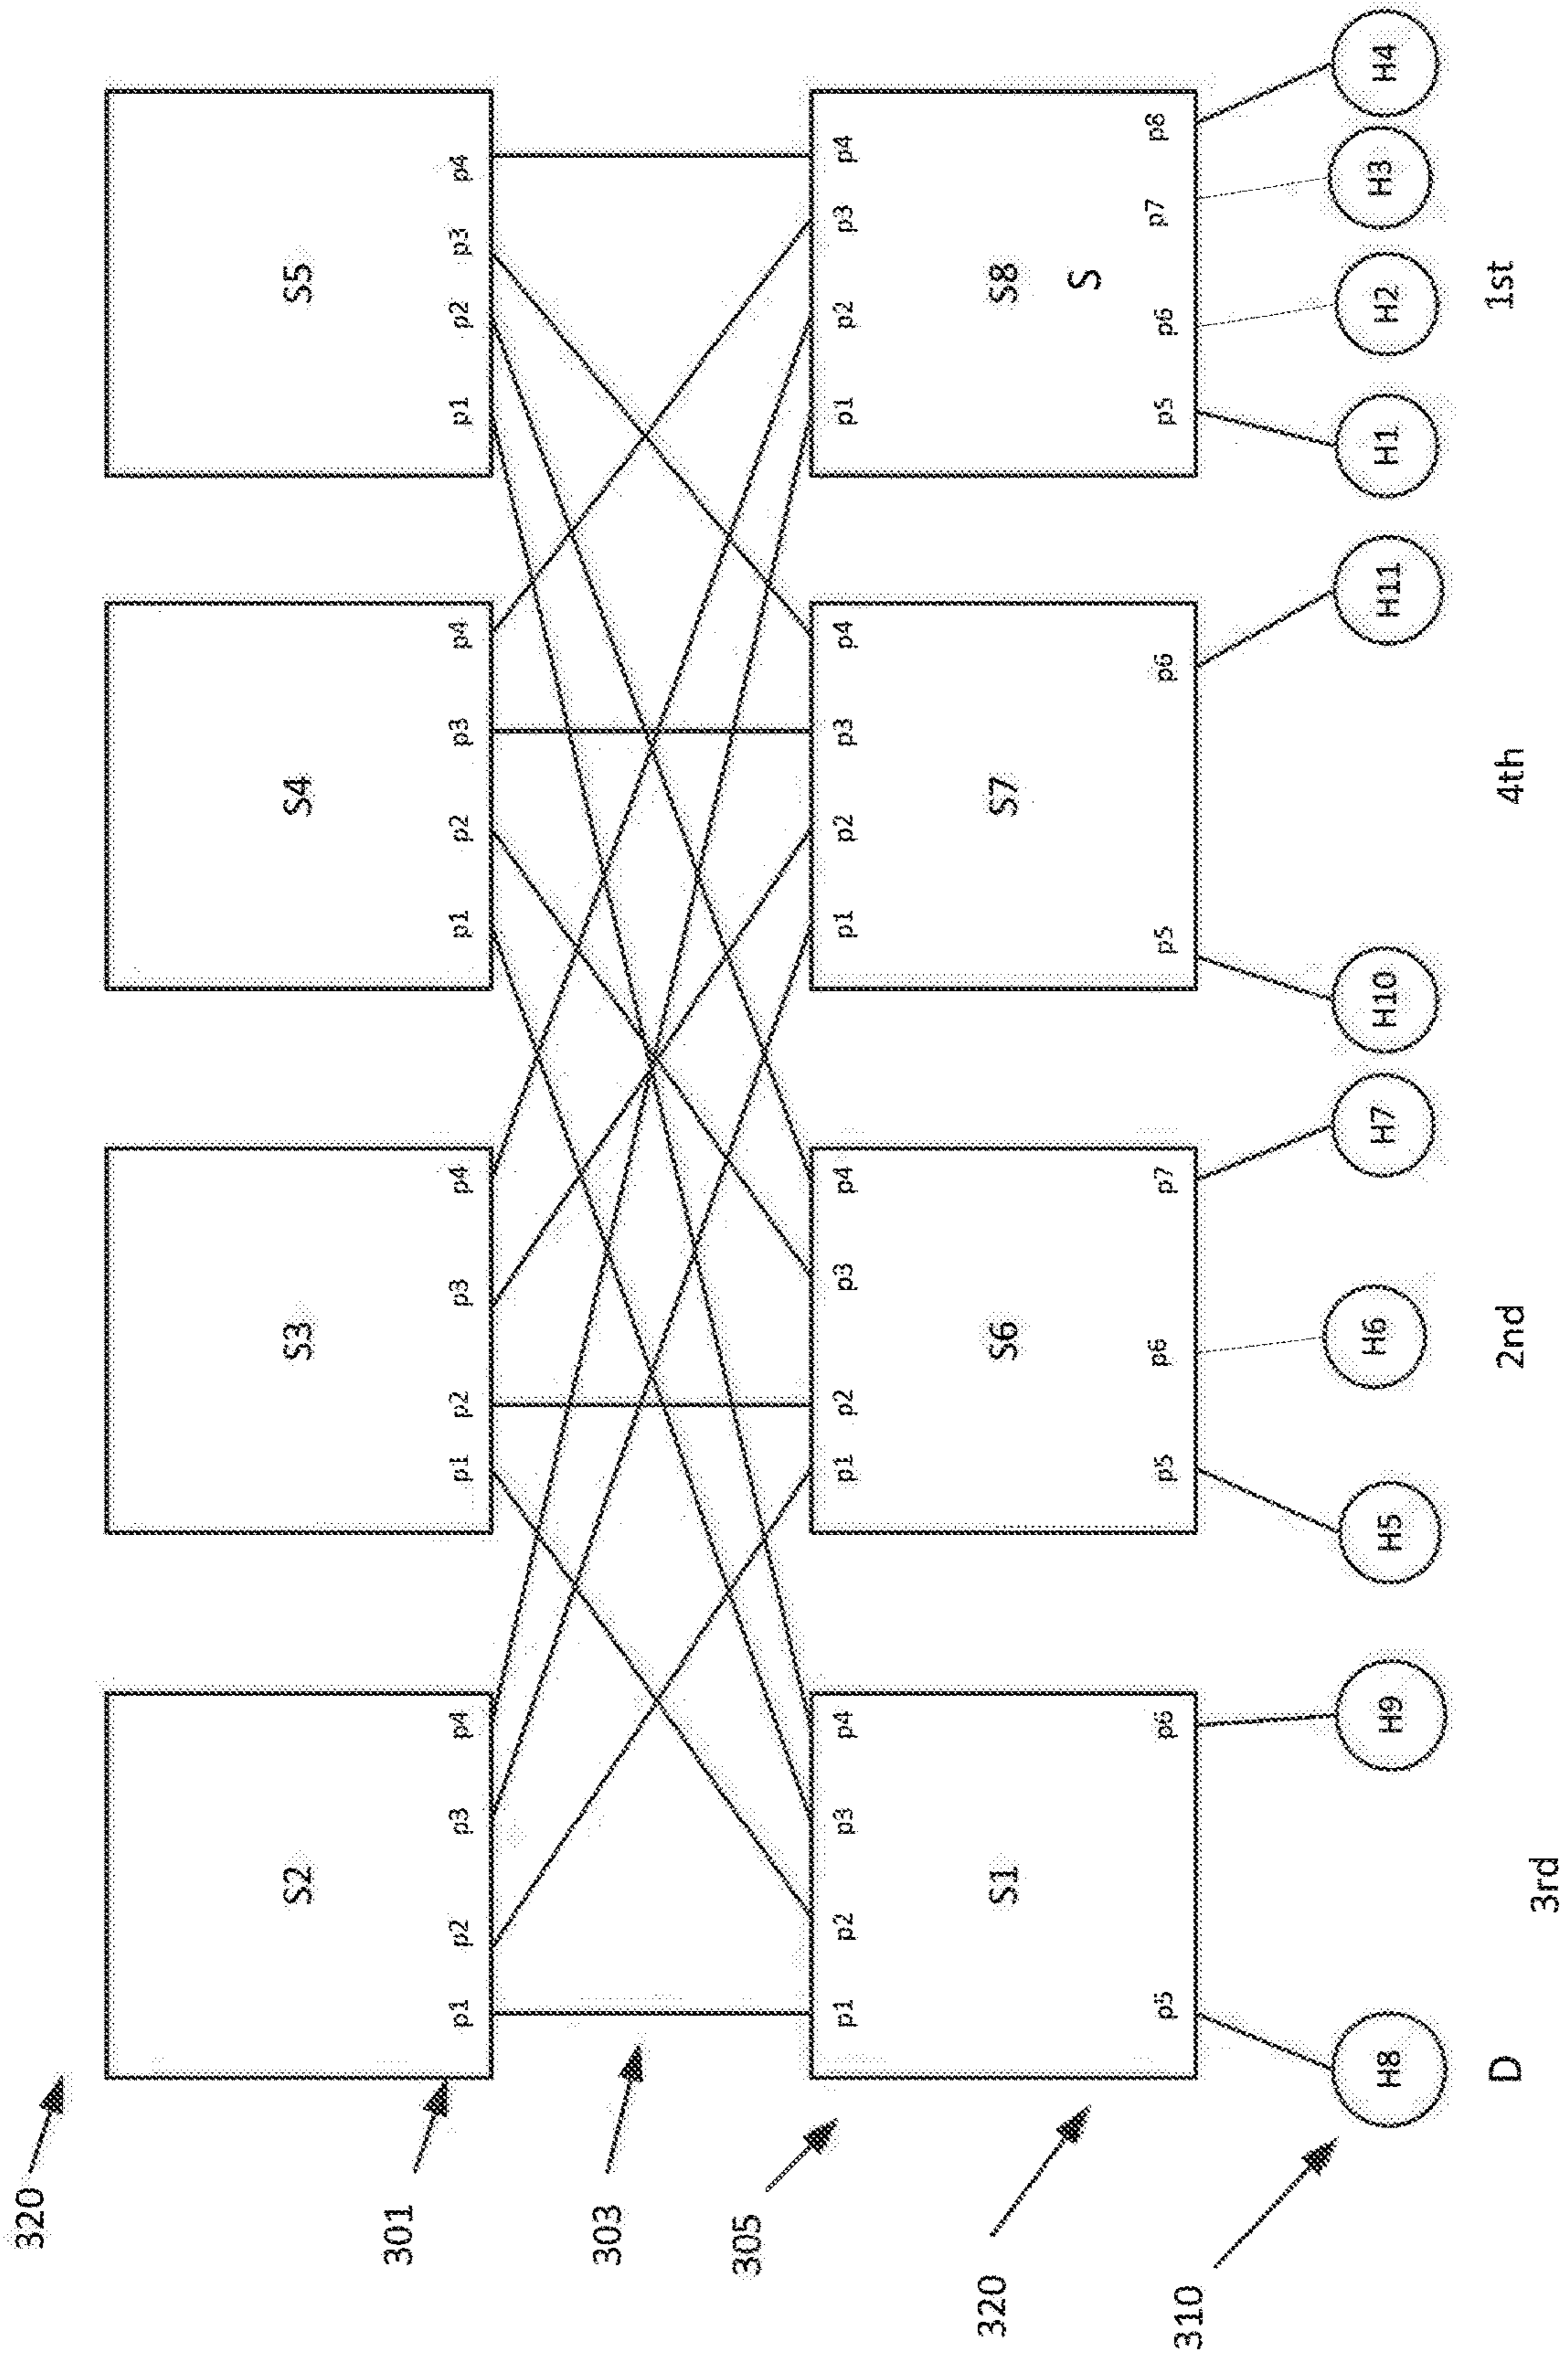 320
S2 S3 S4 S5
301
p1 p2 p3 p4 p1 p2 p3 p4 p1 p2 p3 p4 p1 p2 p3 p4
303
305
p1 p2 p3 p4 p1 p2 p3 p4 p1 p2 p3 p4 p1 p2 p3 p4
320
S1 S6 S7 S8
S
p5 p6 p5 p6 p7 p5 p6 p5 p6 p7 p8
310
H8 H9 H5 H6 H7 H10 H11 H1 H2 H3 H4
D 3rd 2nd 4th 1st